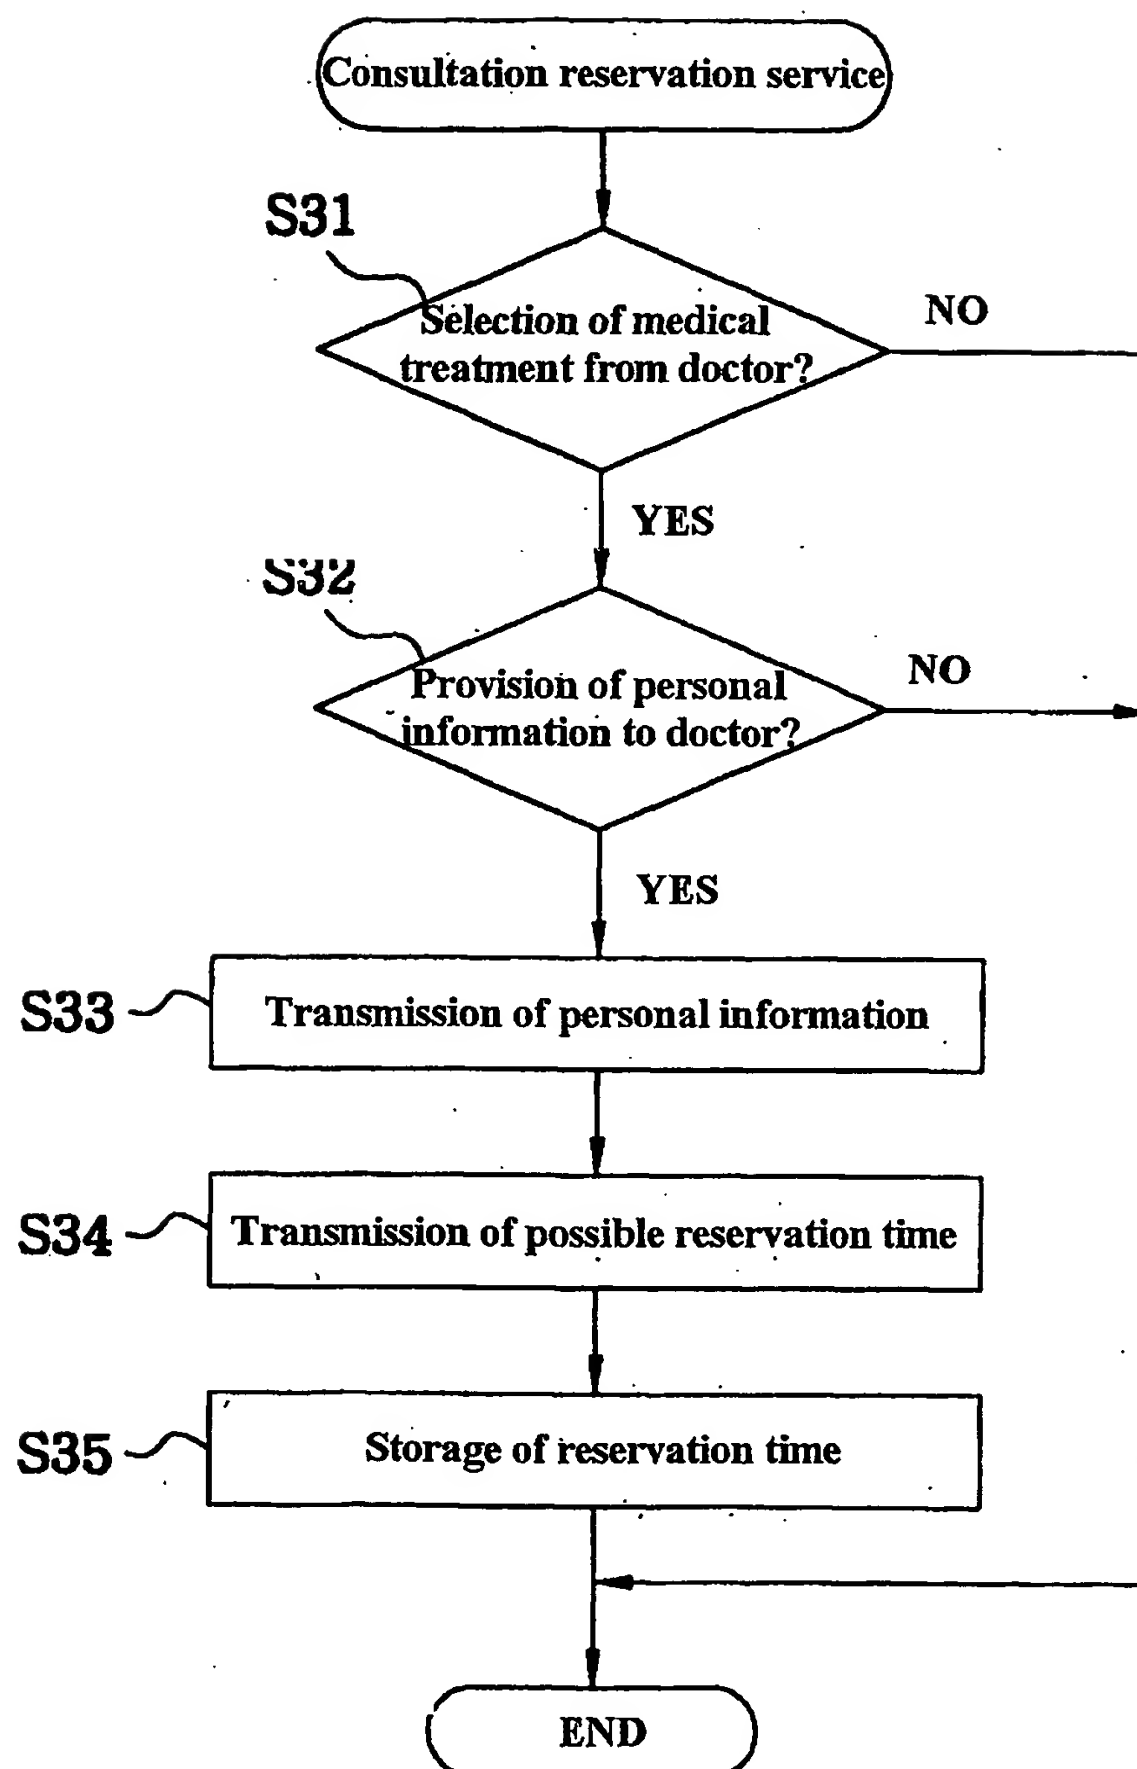 Consultation reservation service
S31
Selection of medical
treatment from doctor?
NO
YES
S32
Provision of personal
information to doctor?
NO
YES
S33
Transmission of personal information
S34
Transmission of possible reservation time
S35
Storage of reservation time
END